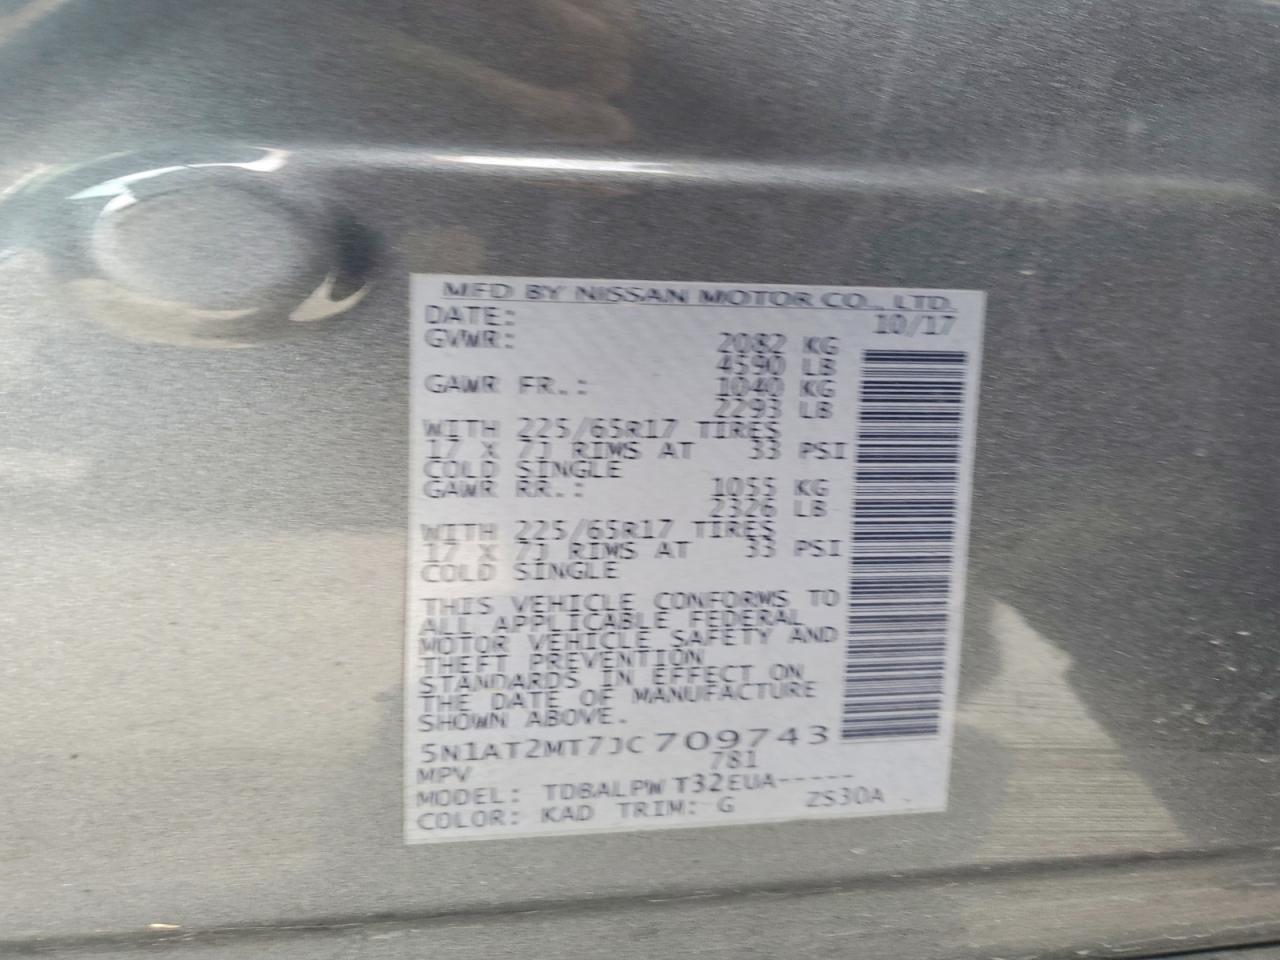 MFD BY NISSAN MOTOR CO., LTD.
DATE: 10/17
GVWR: 2082 KG
4590 LB
GAWR FR.: 1040 KG
2293 LB
WITH 225/65R17 TIRES
17 X 7J RIMS AT 33 PSI
COLD SINGLE
GAWR RR.: 1055 KG
2326 LB
WITH 225/65R17 TIRES
17 X 7J RIMS AT 33 PSI
COLD SINGLE
THIS VEHICLE CONFORMS TO
ALL APPLICABLE FEDERAL
MOTOR VEHICLE SAFETY AND
THEFT PREVENTION
STANDARDS IN EFFECT ON
THE DATE OF MANUFACTURE
SHOWN ABOVE.
5N1AT2MT7JC709743
MPV 781
MODEL: TDBALPW T32EUA-----
COLOR: KAD TRIM: G ZS30A